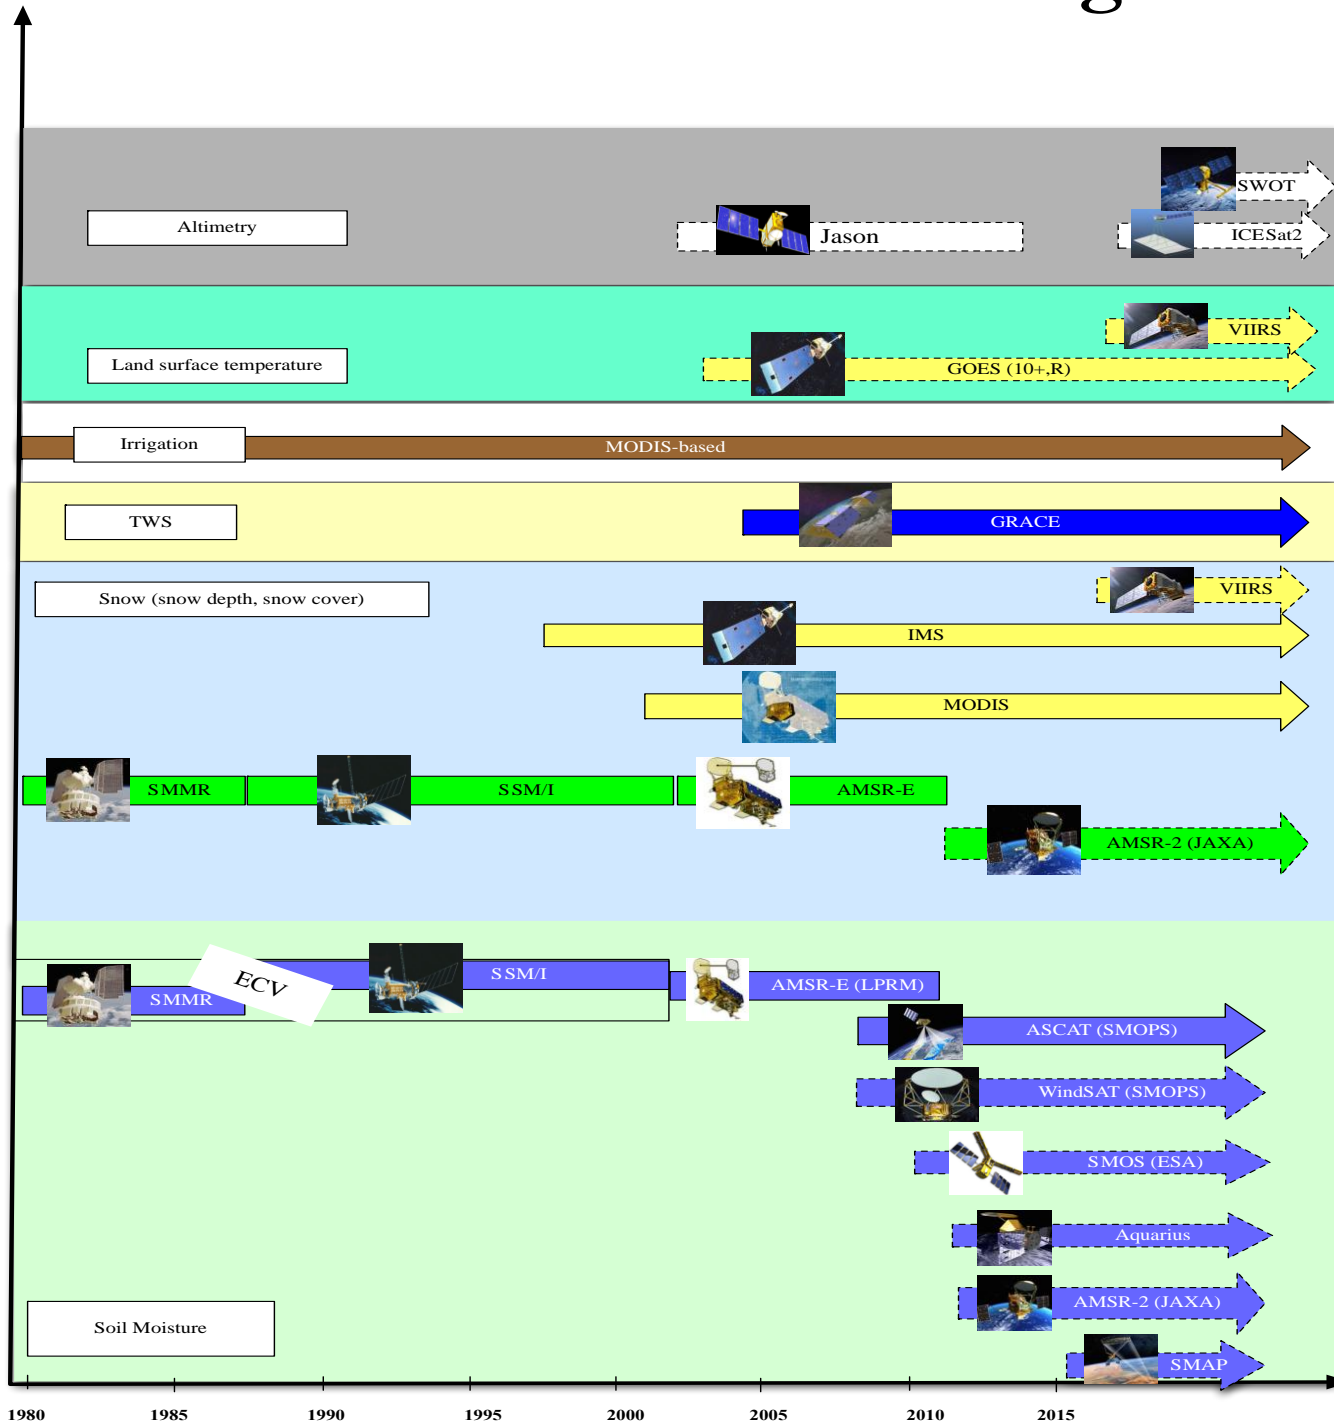 g
SWOT
Altimetry
Jason
ICESat2
VIIRS
Land surface temperature
GOES (10+,R)
Irrigation
MODIS-based
TWS
GRACE
Snow (snow depth, snow cover)
VIIRS
IMS
MODIS
SMMR
SSM/I
AMSR-E
AMSR-2 (JAXA)
ECV
SSM/I
SMMR
AMSR-E (LPRM)
ASCAT (SMOPS)
WindSAT (SMOPS)
SMOS (ESA)
Aquarius
AMSR-2 (JAXA)
Soil Moisture
SMAP
1980 1985 1990 1995 2000 2005 2010 2015